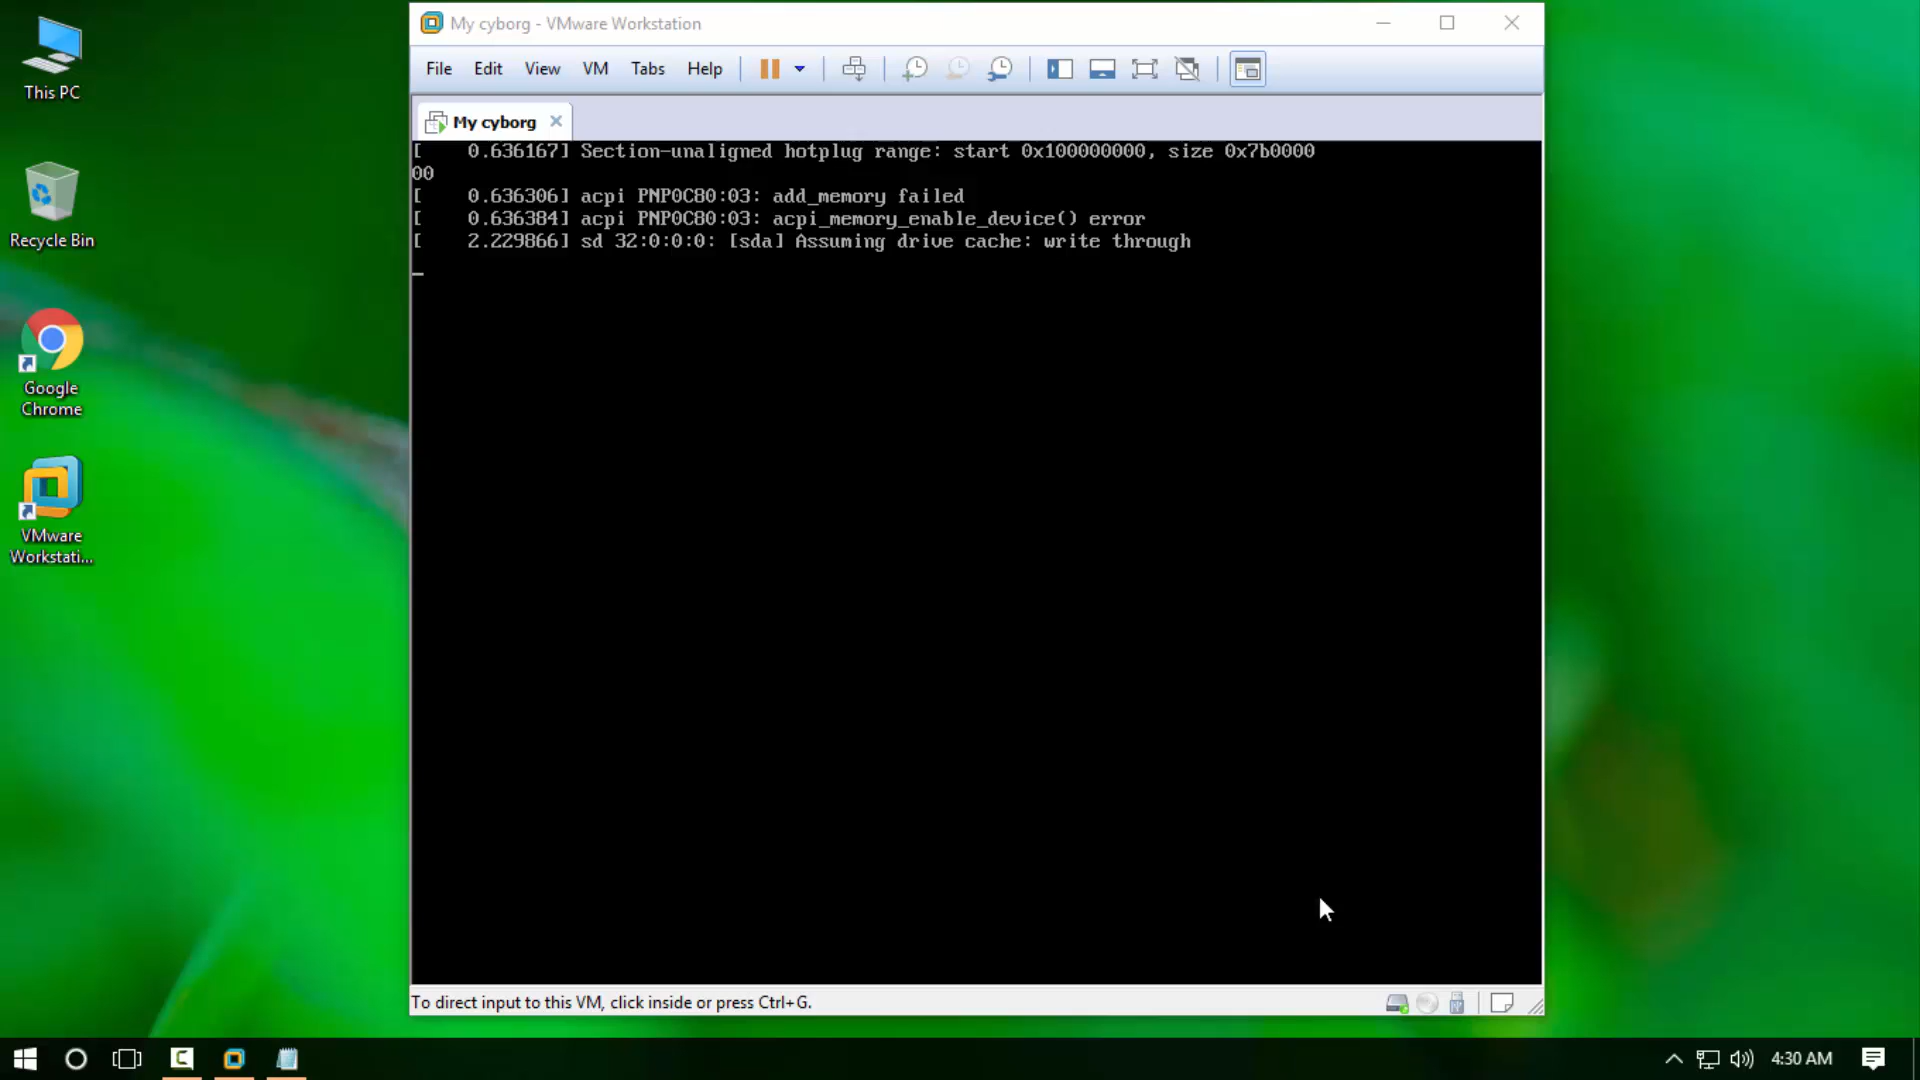 My cyborg - VMware Workstation
File Edit View VM Tabs Help
My cyborg
[    0.636167] Section-unaligned hotplug range: start 0x100000000, size 0x7b0000
00
[    0.636306] acpi PNP0C80:03: add_memory failed
[    0.636384] acpi PNP0C80:03: acpi_memory_enable_device() error
[    2.229866] sd 32:0:0:0: [sda] Assuming drive cache: write through
_
To direct input to this VM, click inside or press Ctrl+G.
This PC
Recycle Bin
Google
Chrome
VMware
Workstati...
4:30 AM